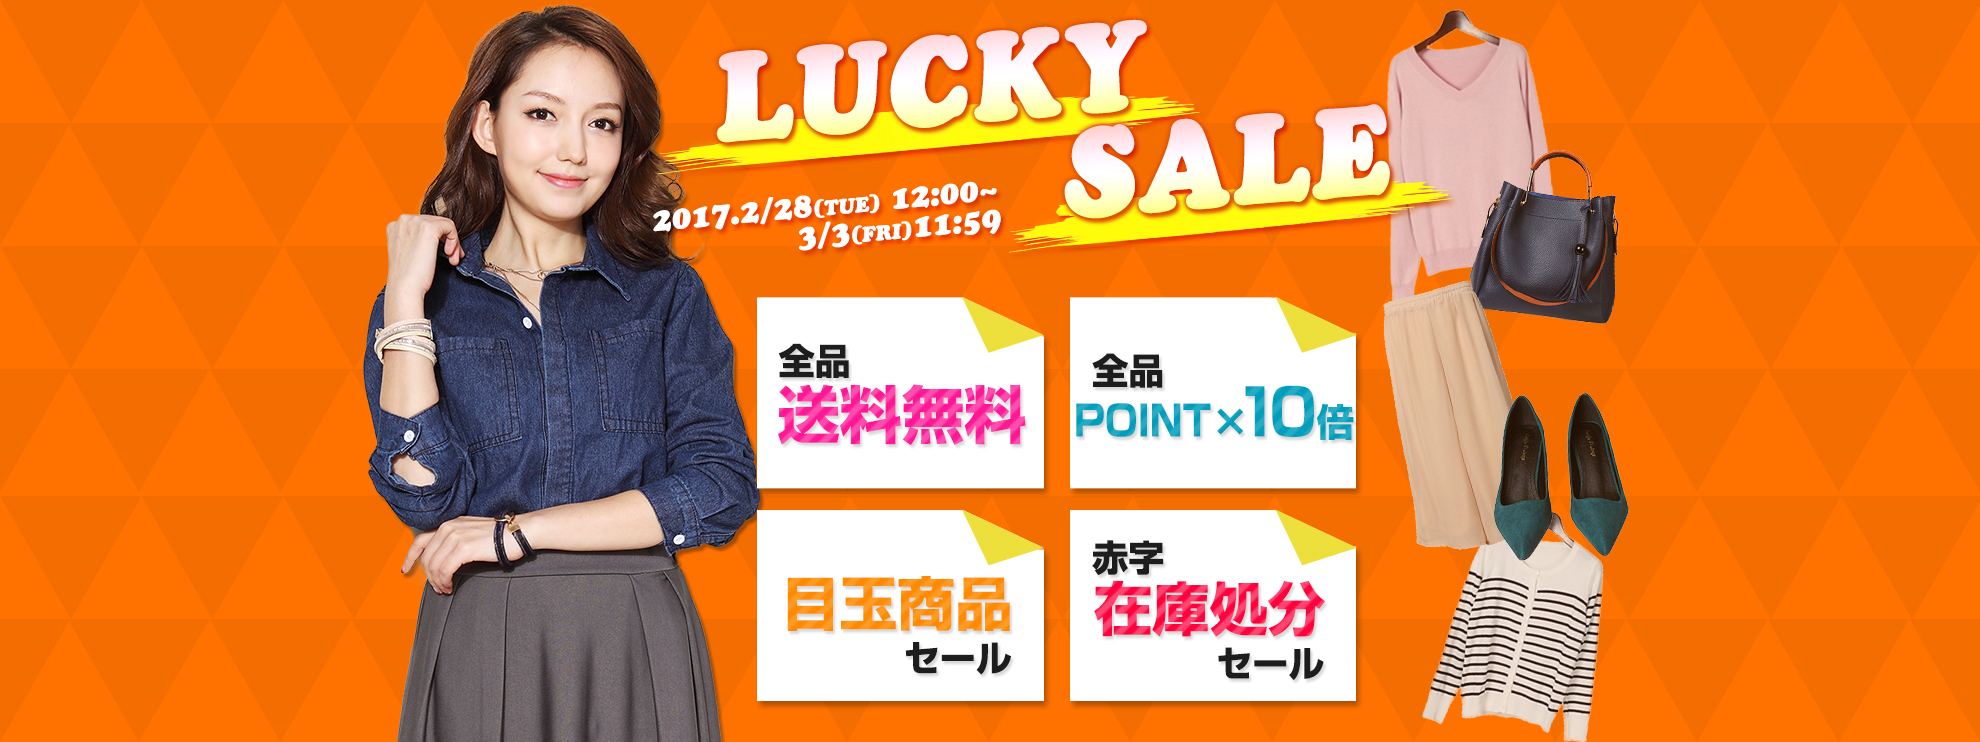 LUCKY
SALE
2017.2/28(TUE) 12:00~
3/3(FRI)11:59
全品
送料無料
全品
POINT×10倍
目玉商品
セール
赤字
在庫処分
セール